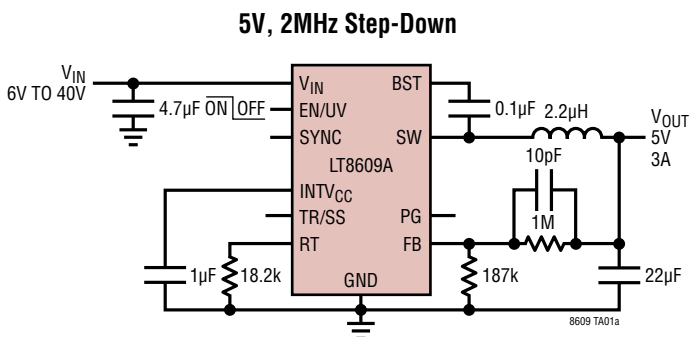 5V, 2MHz Step-Down
VIN
6V TO 40V
4.7µF
ON OFF
VIN
EN/UV
SYNC
INTVCC
TR/SS
RT
LT8609A
GND
BST
SW
PG
FB
0.1µF
2.2µH
VOUT
5V
3A
10pF
1M
1µF
18.2k
187k
22µF
8609 TA01a